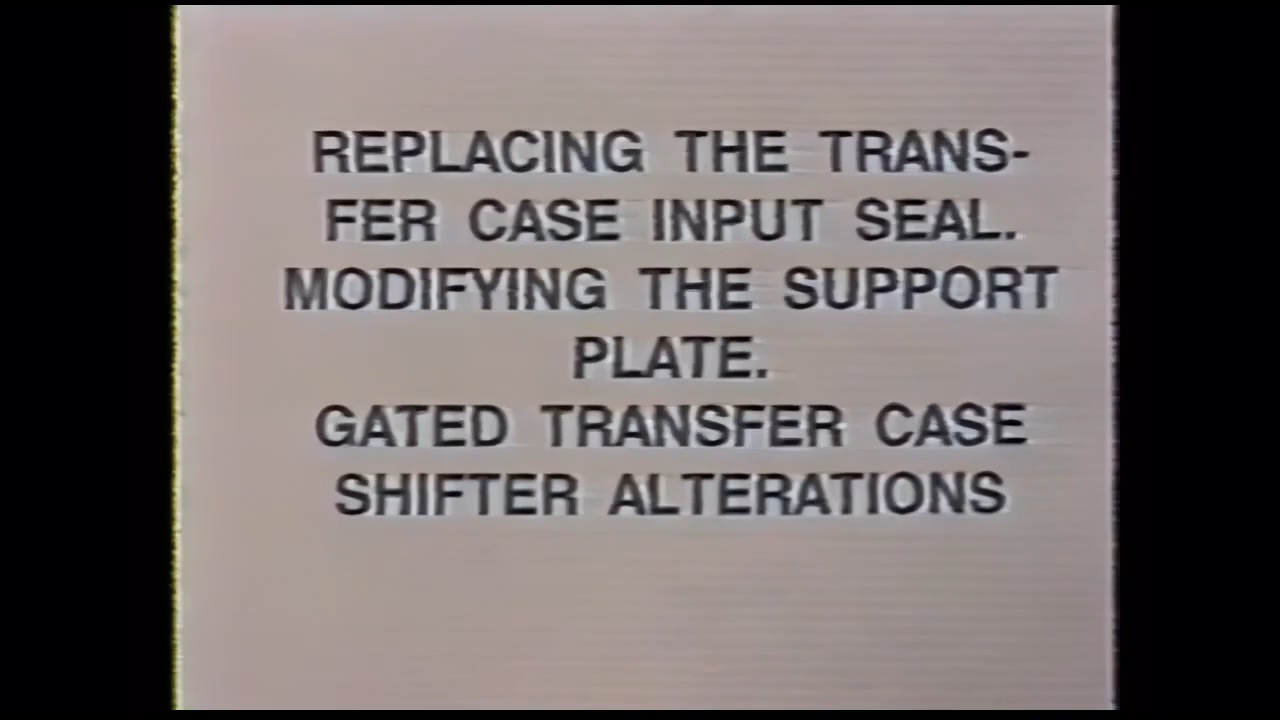 REPLACING THE TRANS-
FER CASE INPUT SEAL.
MODIFYING THE SUPPORT
PLATE.
GATED TRANSFER CASE
SHIFTER ALTERATIONS